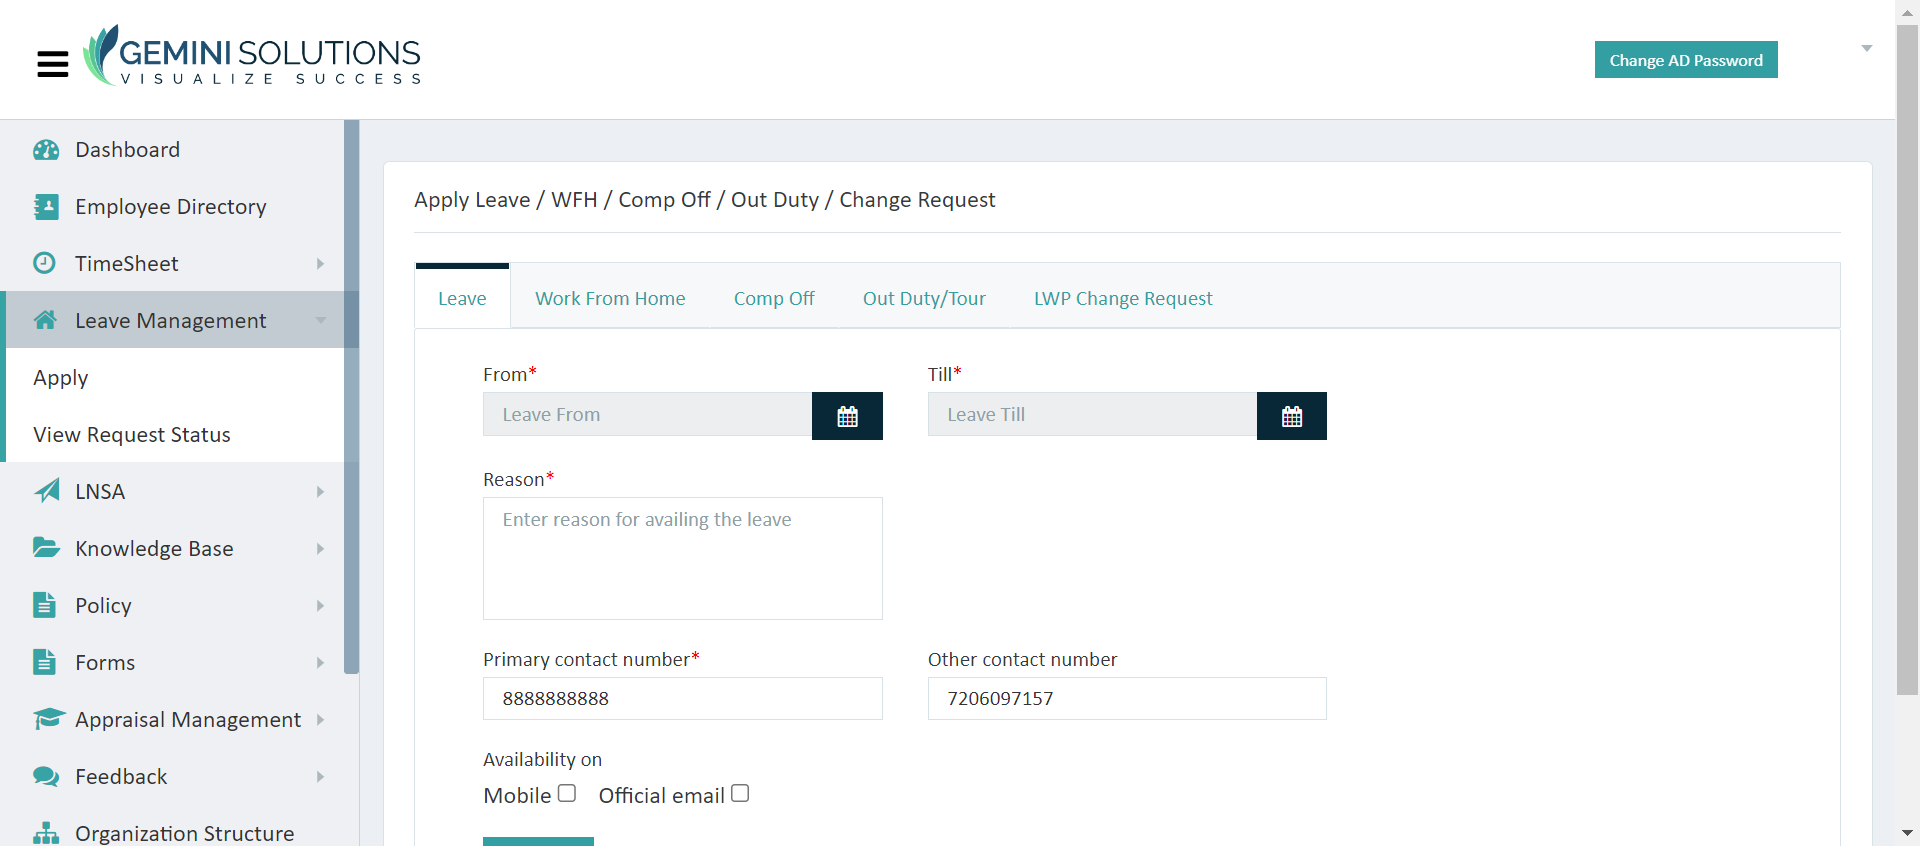 GEMINI SOLUTIONS
VISUALIZE SUCCESS
Change AD Password
Dashboard
Employee Directory
TimeSheet
Leave Management
Apply
View Request Status
LNSA
Knowledge Base
Policy
Forms
Appraisal Management
Feedback
Organization Structure
Apply Leave / WFH / Comp Off / Out Duty / Change Request
Leave Work From Home Comp Off Out Duty/Tour LWP Change Request
From* Till*
Leave From Leave Till
Reason*
Enter reason for availing the leave
Primary contact number* Other contact number
8888888888 7206097157
Availability on
Mobile Official email